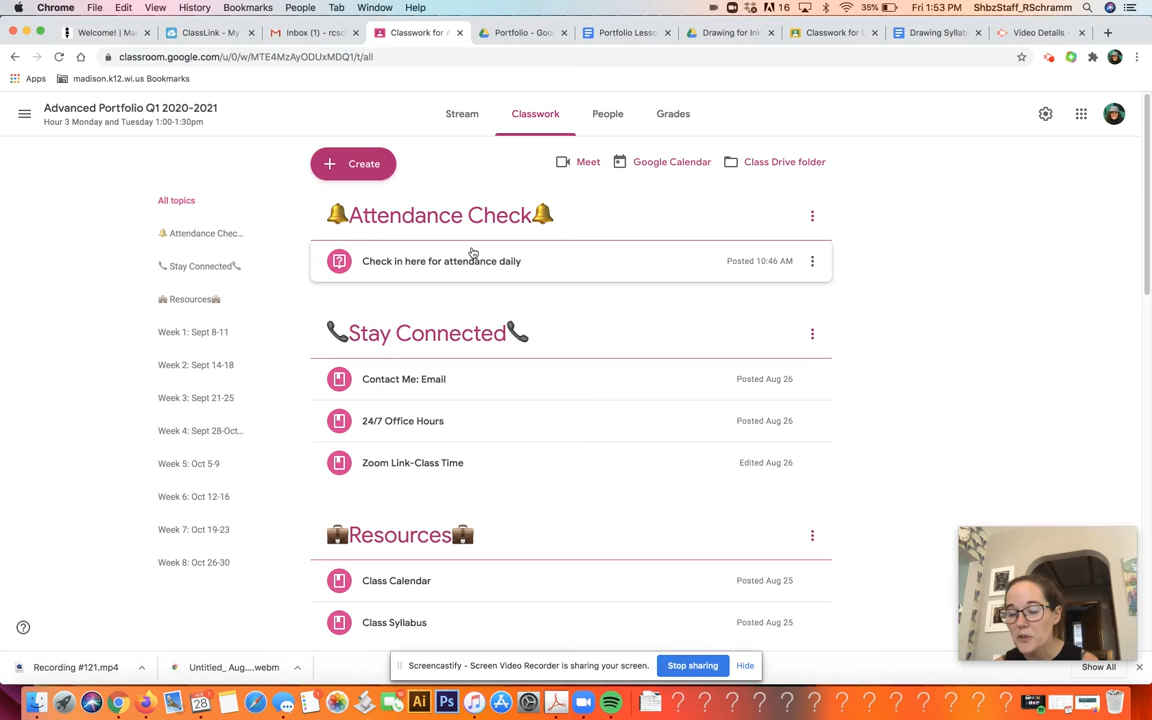 Chrome File Edit View History Bookmarks People Tab Window Help 16 35% Fri 1:53 PM ShbzStaff_RSchramm
Welcome! | Ma ClassLink - My Inbox (1) - rcsc Classwork for A Portfolio - Goog Portfolio Lesso Drawing for Ink Classwork for D Drawing Syllab Video Details -
classroom.google.com/u/0/w/MTE4MzAyODUxMDQ1/t/all
Apps madison.k12.wi.us Bookmarks
Advanced Portfolio Q1 2020-2021
Hour 3 Monday and Tuesday 1:00-1:30pm)
Stream Classwork People Grades
Create
Meet Google Calendar Class Drive folder
All topics
🔔 Attendance Chec...
📞 Stay Connected📞
💼 Resources💼
Week 1: Sept 8-11
Week 2: Sept 14-18
Week 3: Sept 21-25
Week 4: Sept 28-Oct...
Week 5: Oct 5-9
Week 6: Oct 12-16
Week 7: Oct 19-23
Week 8: Oct 26-30
🔔Attendance Check🔔
Check in here for attendance daily Posted 10:46 AM
📞Stay Connected📞
Contact Me: Email Posted Aug 26
24/7 Office Hours Posted Aug 26
Zoom Link-Class Time Edited Aug 26
💼Resources💼
Class Calendar Posted Aug 25
Class Syllabus Posted Aug 25
Screencastify - Screen Video Recorder is sharing your screen. Stop sharing Hide
Recording #121.mp4 Untitled_ Aug....webm Show All
28